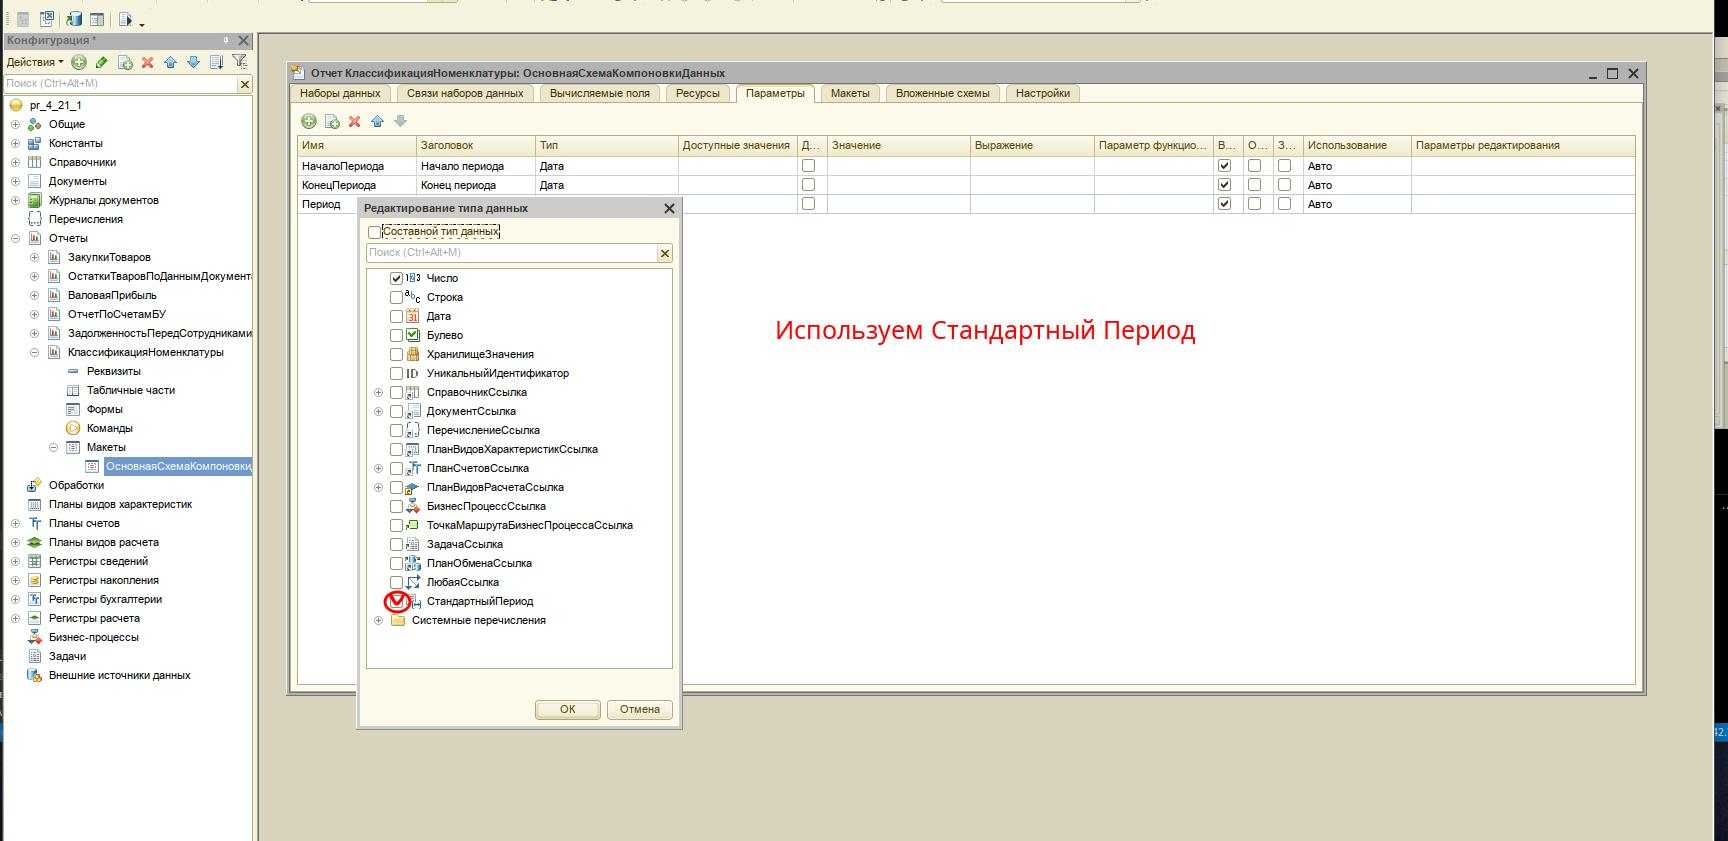 Конфигурация *
Действия
Поиск (Ctrl+Alt+M)
pr_4_21_1
Общие
Константы
Справочники
Документы
Журналы документов
Перечисления
Отчеты
ЗакупкиТоваров
ОстаткиТваровПоДаннымДокумент
ВаловаяПрибыль
ОтчетПоСчетамБУ
ЗадолженностьПередСотрудниками
КлассификацияНоменклатуры
Реквизиты
Табличные части
Формы
Команды
Макеты
ОсновнаяСхемаКомпоновки
Обработки
Планы видов характеристик
Планы счетов
Планы видов расчета
Регистры сведений
Регистры накопления
Регистры бухгалтерии
Регистры расчета
Бизнес-процессы
Задачи
Внешние источники данных
Отчет КлассификацияНоменклатуры: ОсновнаяСхемаКомпоновкиДанных
Наборы данных Связи наборов данных Вычисляемые поля Ресурсы Параметры Макеты Вложенные схемы Настройки
Имя Заголовок Тип Доступные значения Д... Значение Выражение Параметр функцио... В... О... З... Использование Параметры редактирования
НачалоПериода Начало периода Дата Авто
КонецПериода Конец периода Дата Авто
Период Авто
Редактирование типа данных
Составной тип данных
Поиск (Ctrl+Alt+M)
Число
Строка
Дата
Булево
ХранилищеЗначения
УникальныйИдентификатор
СправочникСсылка
ДокументСсылка
ПеречислениеСсылка
ПланВидовХарактеристикСсылка
ПланСчетовСсылка
ПланВидовРасчетаСсылка
БизнесПроцессСсылка
ТочкаМаршрутаБизнесПроцессаСсылка
ЗадачаСсылка
ПланОбменаСсылка
ЛюбаяСсылка
СтандартныйПериод
Системные перечисления
ОК Отмена
Используем Стандартный Период
42.